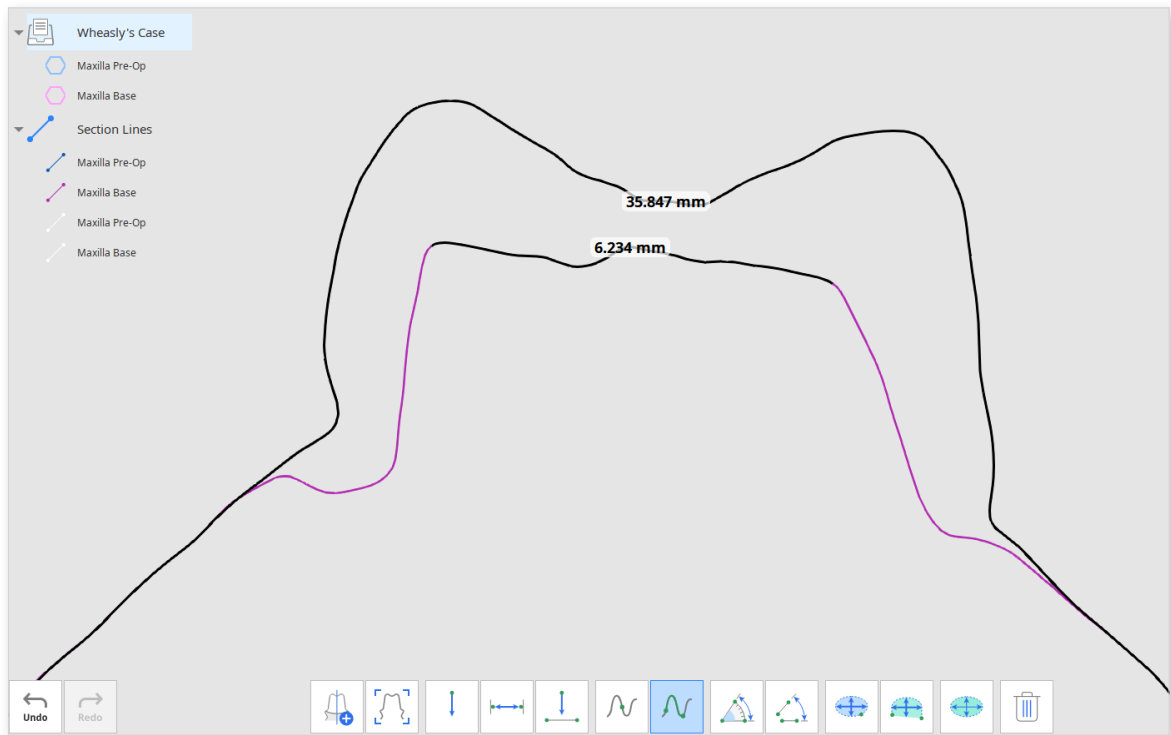 Wheasly's Case
Maxilla Pre-Op
Maxilla Base
Section Lines
Maxilla Pre-Op
Maxilla Base
Maxilla Pre-Op
Maxilla Base
35.847 mm
6.234 mm
Undo
Redo